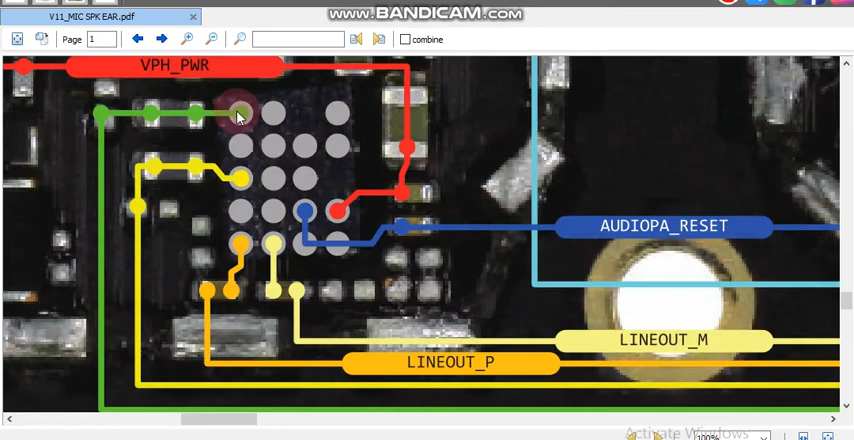 www.BANDICAM.com
V11_MIC SPK EAR.pdf
Page 1
combine
VPH_PWR
AUDIOPA_RESET
LINEOUT_M
LINEOUT_P
Activate Windows
100%